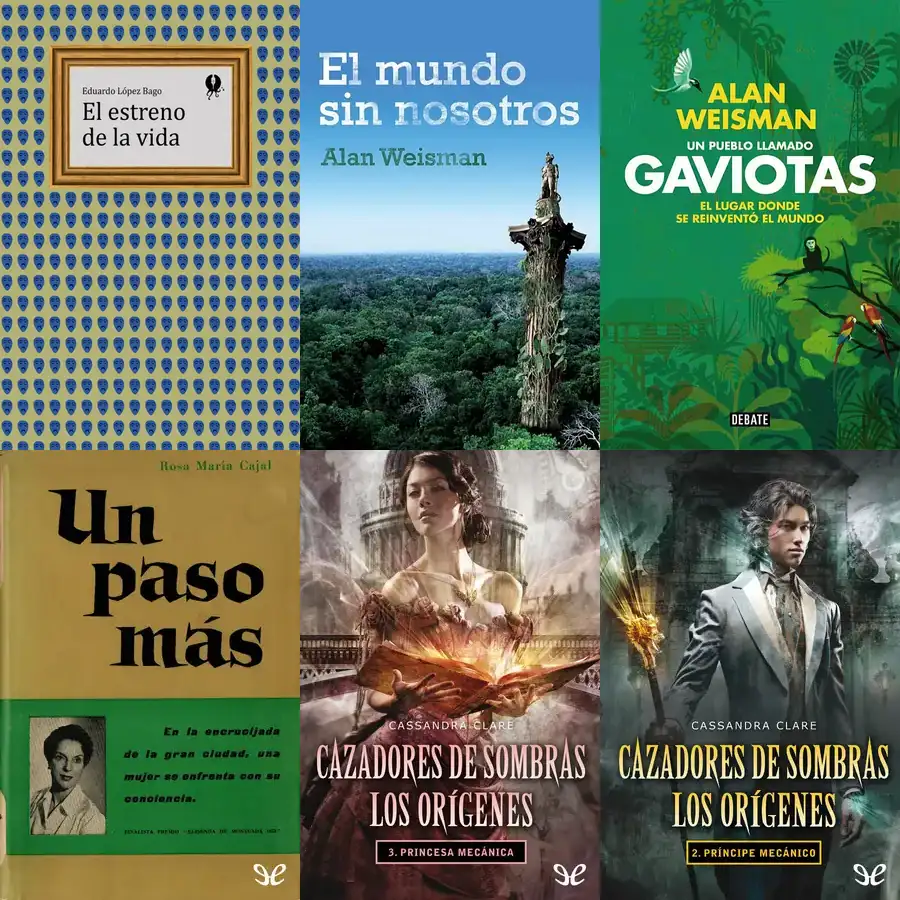 Eduardo López Bago
El estreno
de la vida
El mundo
sin nosotros
Alan Weisman
ALAN
WEISMAN
UN PUEBLO LLAMADO
GAVIOTAS
EL LUGAR DONDE
SE REINVENTÓ EL MUNDO
DEBATE
Rosa María Cajal
Un
paso
más
En la encrucijada
de la gran ciudad, una
mujer se enfrenta con su
conciencia.
CASSANDRA CLARE
CAZADORES DE SOMBRAS
LOS ORÍGENES
3. PRINCESA MECÁNICA
CASSANDRA CLARE
CAZADORES DE SOMBRAS
LOS ORÍGENES
2. PRÍNCIPE MECÁNICO